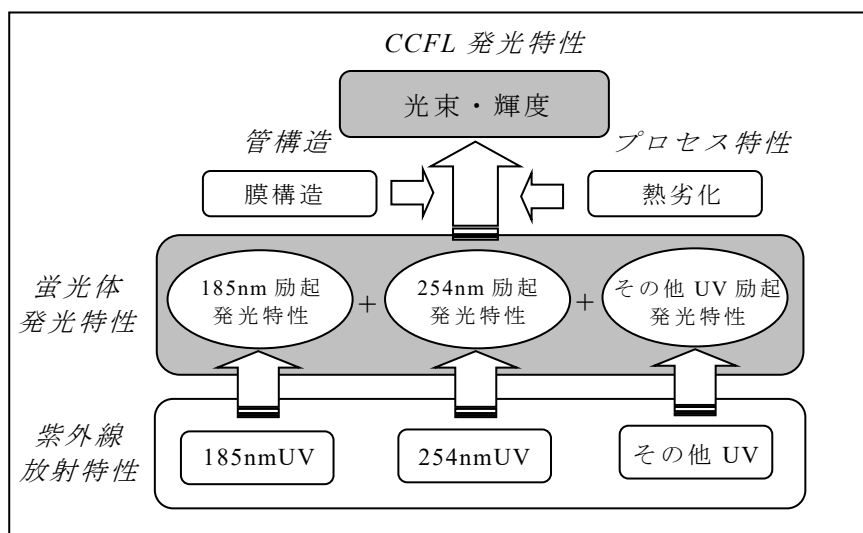 CCFL 発光特性
光束・輝度
管構造
プロセス特性
膜構造
熱劣化
蛍光体
発光特性
185nm 励起
発光特性
+
254nm 励起
発光特性
+
その他 UV 励起
発光特性
紫外線
放射特性
185nmUV
254nmUV
その他 UV